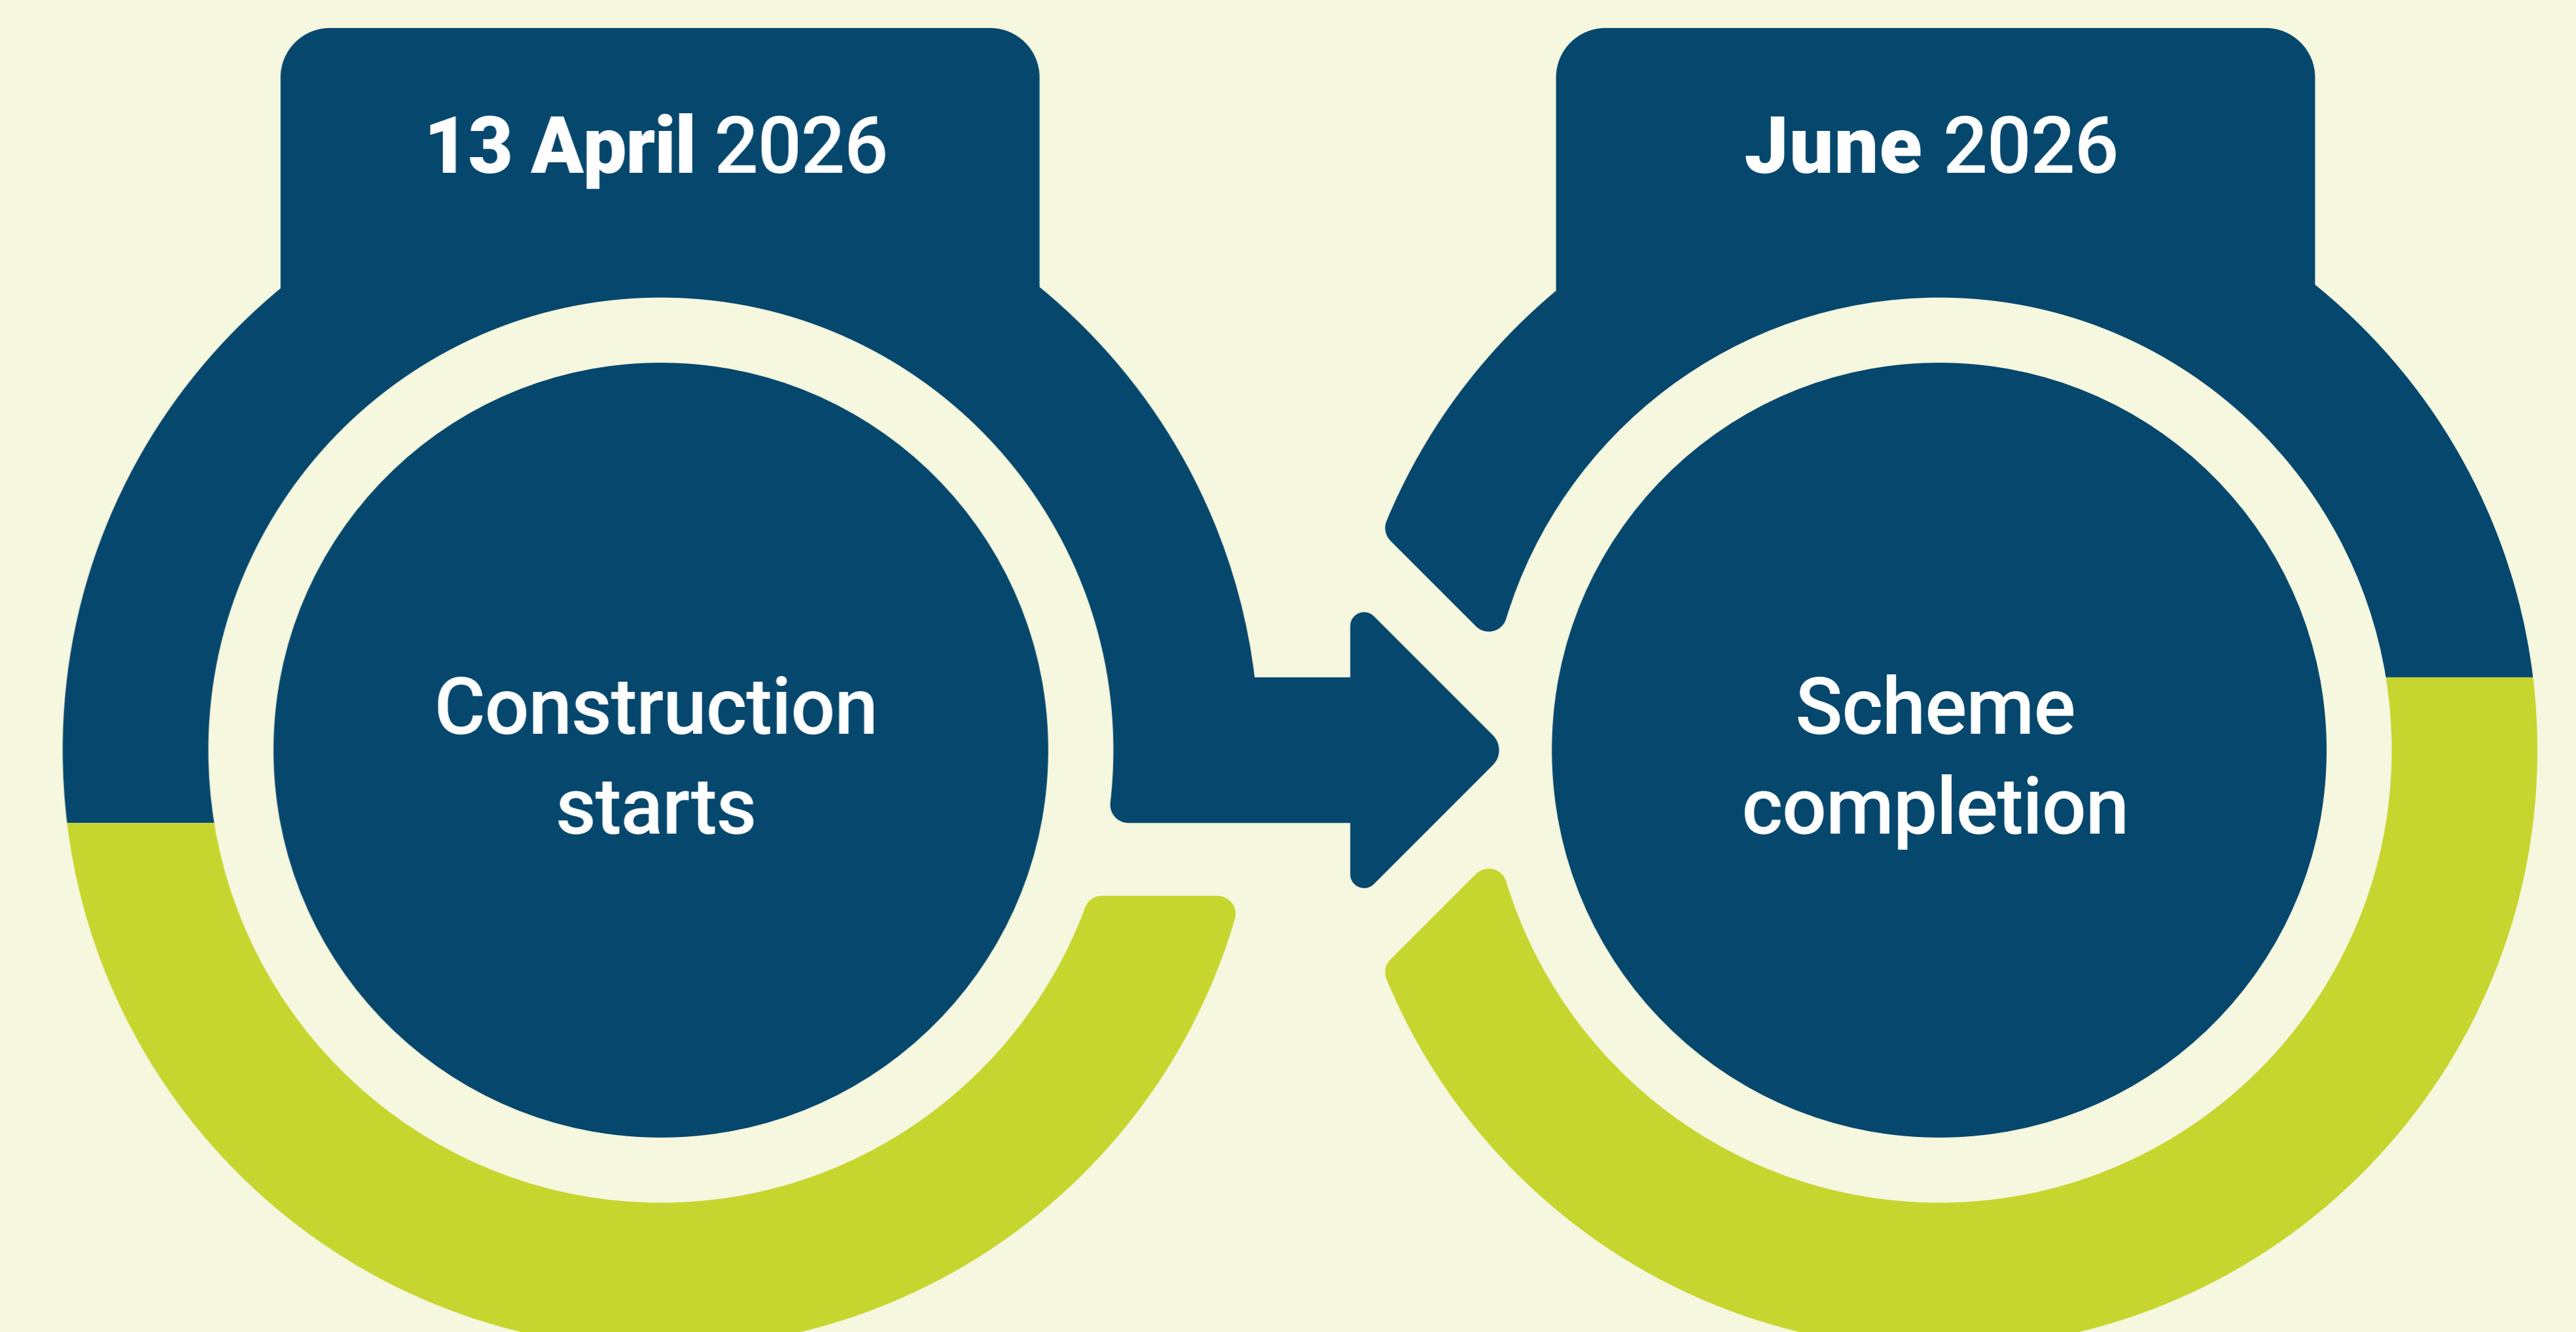 13 April 2026
Construction
starts
June 2026
Scheme
completion